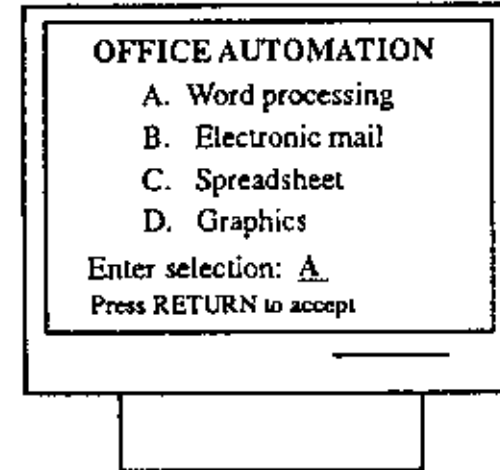 OFFICE AUTOMATION
A. Word processing
B. Electronic mail
C. Spreadsheet
D. Graphics
Enter selection: A
Press RETURN to accept